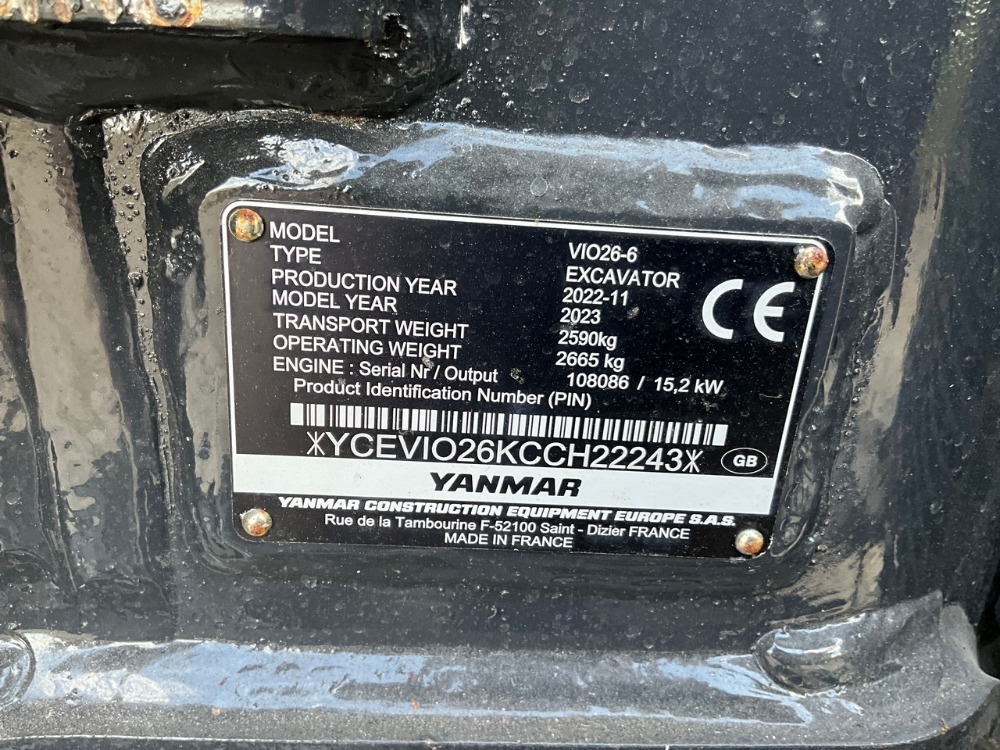 MODEL VIO26-6
TYPE EXCAVATOR
PRODUCTION YEAR 2022-11
MODEL YEAR 2023
TRANSPORT WEIGHT 2590kg
OPERATING WEIGHT 2665 kg
ENGINE : Serial Nr / Output 108086 / 15,2 kW
Product Identification Number (PIN)
CE
*YCEVIO26KCCH22243*
GB
YANMAR
YANMAR CONSTRUCTION EQUIPMENT EUROPE S.A.S.
Rue de la Tambourine F-52100 Saint - Dizier FRANCE
MADE IN FRANCE